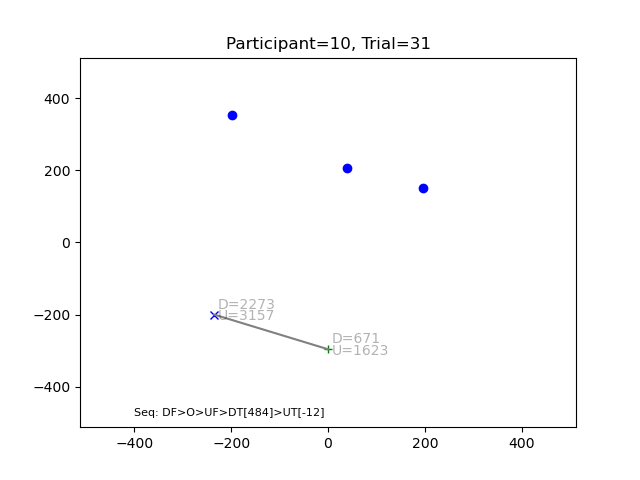 Participant=10, Trial=31
400
200
0
−200
−400
D=2273
U=3157
D=671
U=1623
Seq: DF>O>UF>DT[484]>UT[-12]
−400
−200
0
200
400